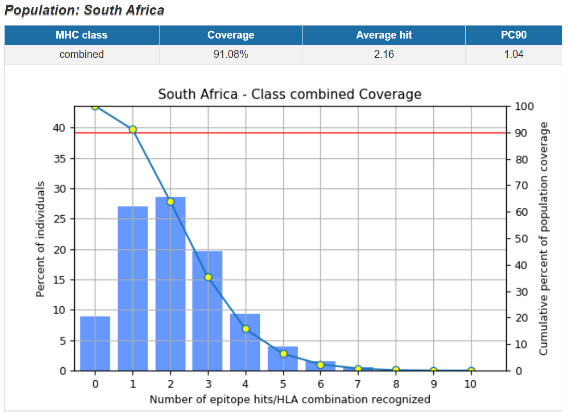 Population: South Africa
MHC class Coverage Average hit PC90
combined 91.08% 2.16 1.04
South Africa - Class combined Coverage
Percent of individuals
40
35
30
25
20
15
10
5
0
100
90
80
70
60
50
40
30
20
10
0
Cumulative percent of population coverage
0 1 2 3 4 5 6 7 8 9 10
Number of epitope hits/HLA combination recognized